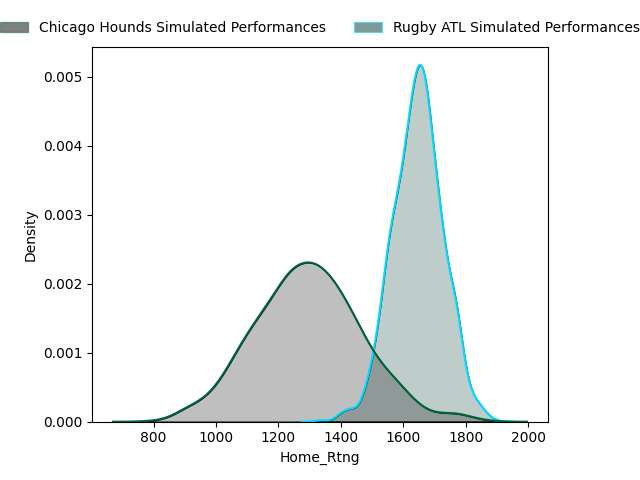 Chicago Hounds Simulated Performances Rugby ATL Simulated Performances
0.005
0.004
0.003
0.002
0.001
0.000
Density
800 1000 1200 1400 1600 1800 2000
Home_Rtng